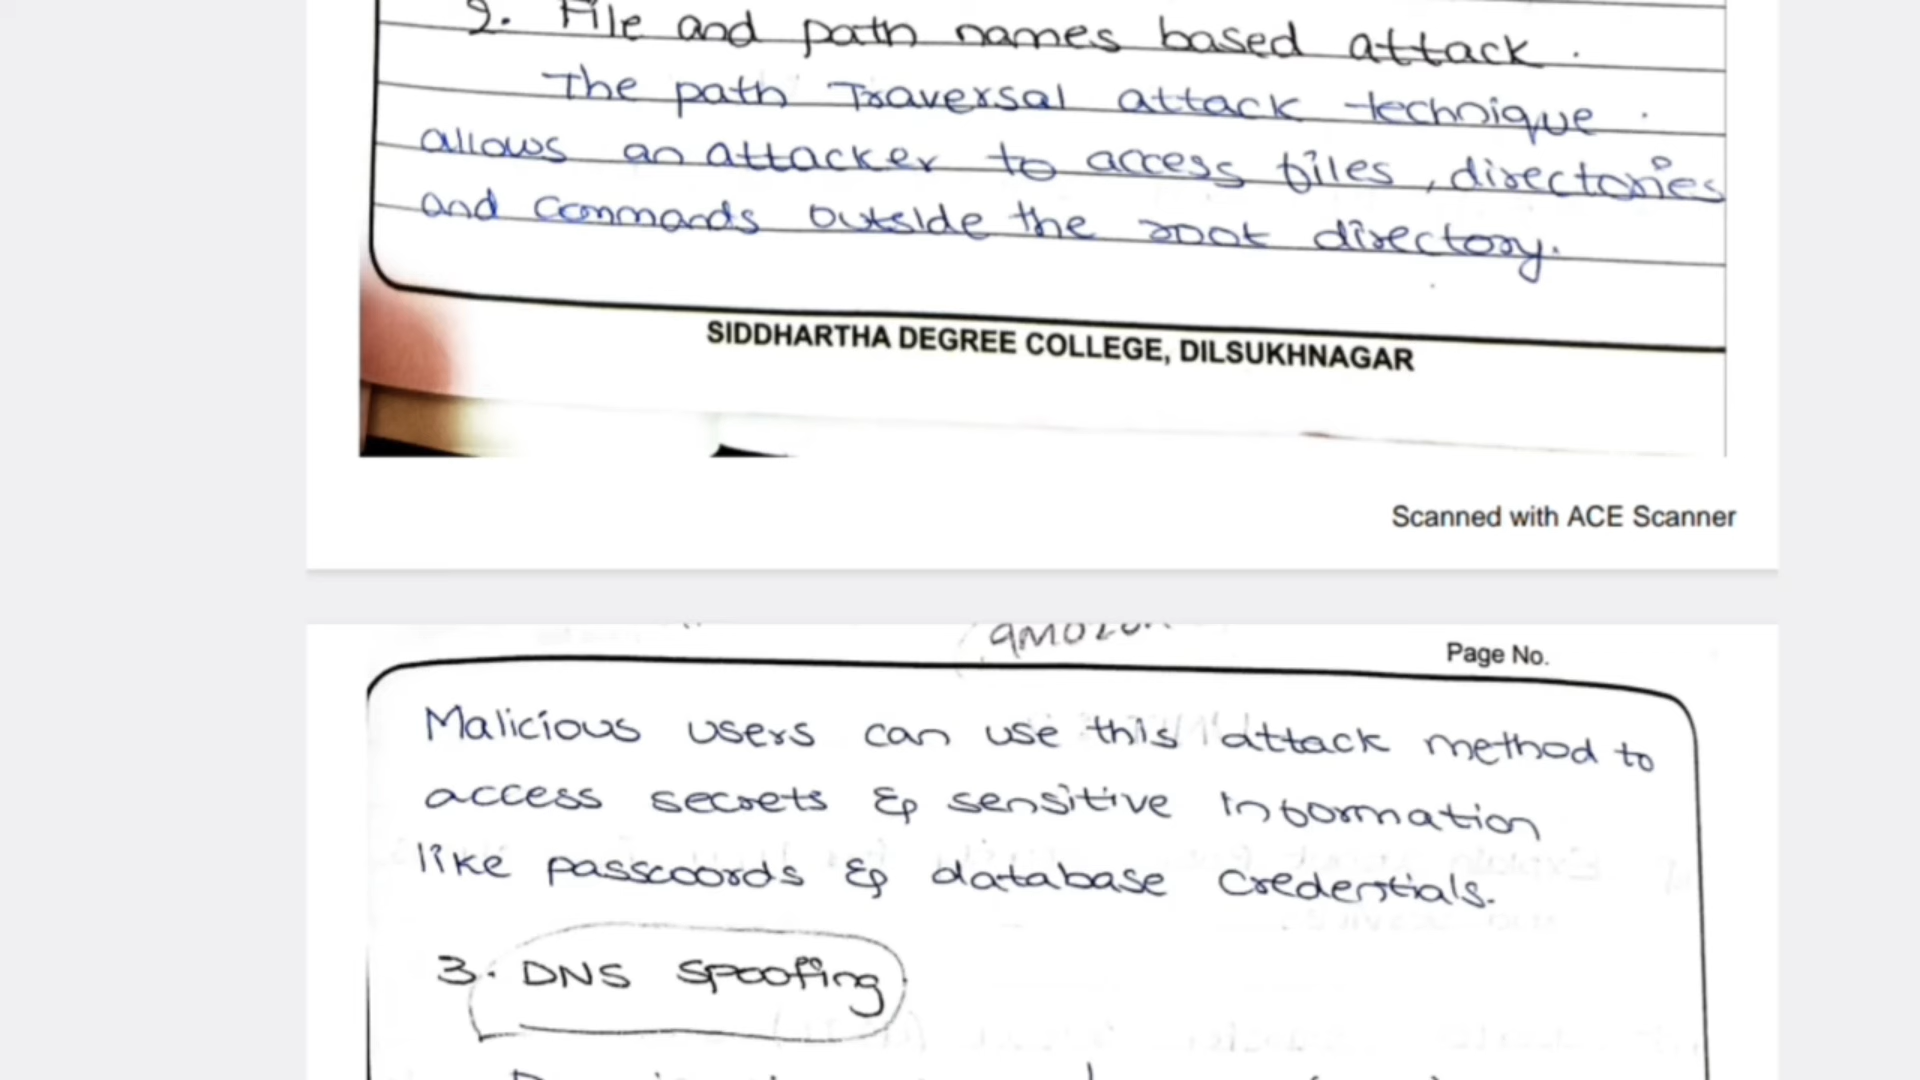 2. File and path names based attack.
The path Traversal attack technique
allows an attacker to access files, directories
and commands outside the root directory.
SIDDHARTHA DEGREE COLLEGE, DILSUKHNAGAR
Scanned with ACE Scanner
Page No.
Malicious users can use this attack method to
access secrets & sensitive information
like passwords & database credentials.
3. DNS Spoofing